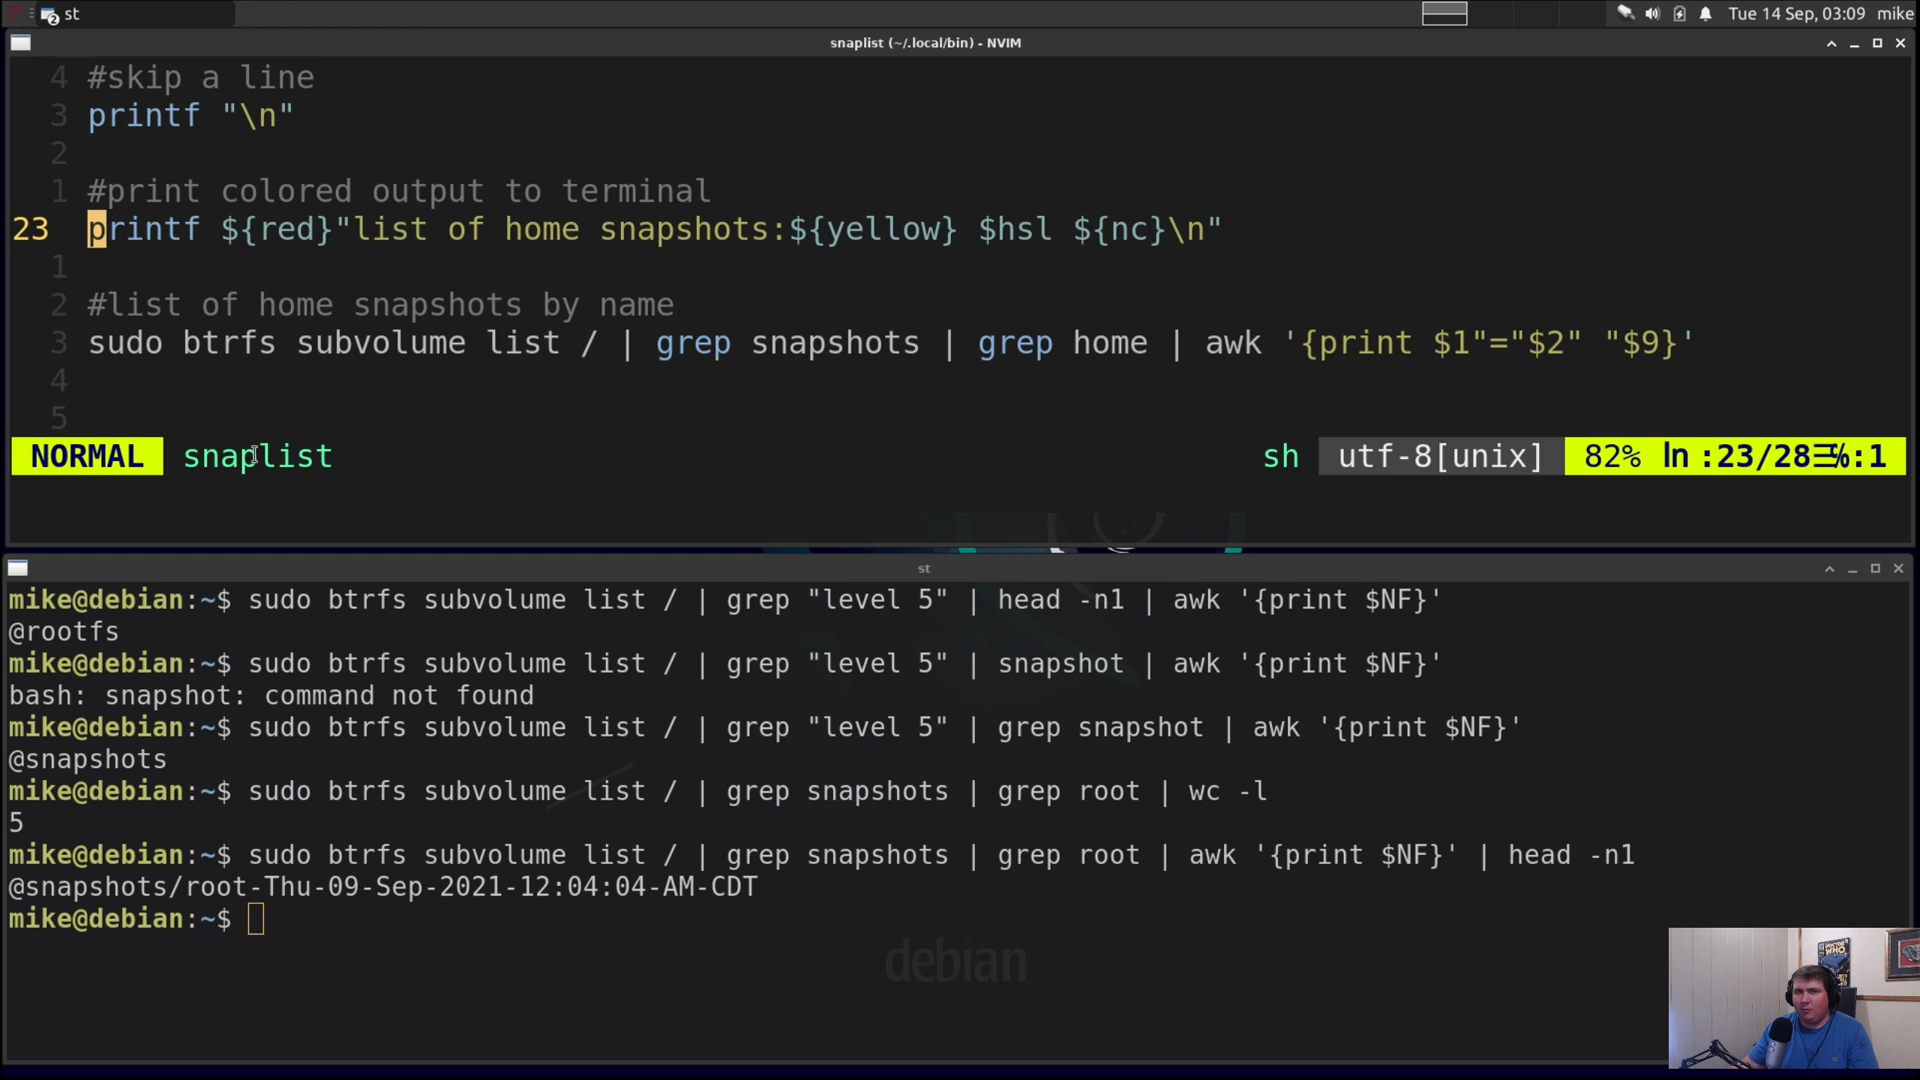 st
2
Tue 14 Sep, 03:09 mike
snaplist (~/.local/bin) - NVIM
4 #skip a line
3 printf "\n"
2
1 #print colored output to terminal
23 printf ${red}"list of home snapshots:${yellow} $hsl ${nc}\n"
1
2 #list of home snapshots by name
3 sudo btrfs subvolume list / | grep snapshots | grep home | awk '{print $1"="$2" "$9}'
4
5
NORMAL snaplist sh utf-8[unix] 82% ln :23/28☰℅:1
st
mike@debian:~$ sudo btrfs subvolume list / | grep "level 5" | head -n1 | awk '{print $NF}'
@rootfs
mike@debian:~$ sudo btrfs subvolume list / | grep "level 5" | snapshot | awk '{print $NF}'
bash: snapshot: command not found
mike@debian:~$ sudo btrfs subvolume list / | grep "level 5" | grep snapshot | awk '{print $NF}'
@snapshots
mike@debian:~$ sudo btrfs subvolume list / | grep snapshots | grep root | wc -l
5
mike@debian:~$ sudo btrfs subvolume list / | grep snapshots | grep root | awk '{print $NF}' | head -n1
@snapshots/root-Thu-09-Sep-2021-12:04:04-AM-CDT
mike@debian:~$
debian
DOCTOR
WHO